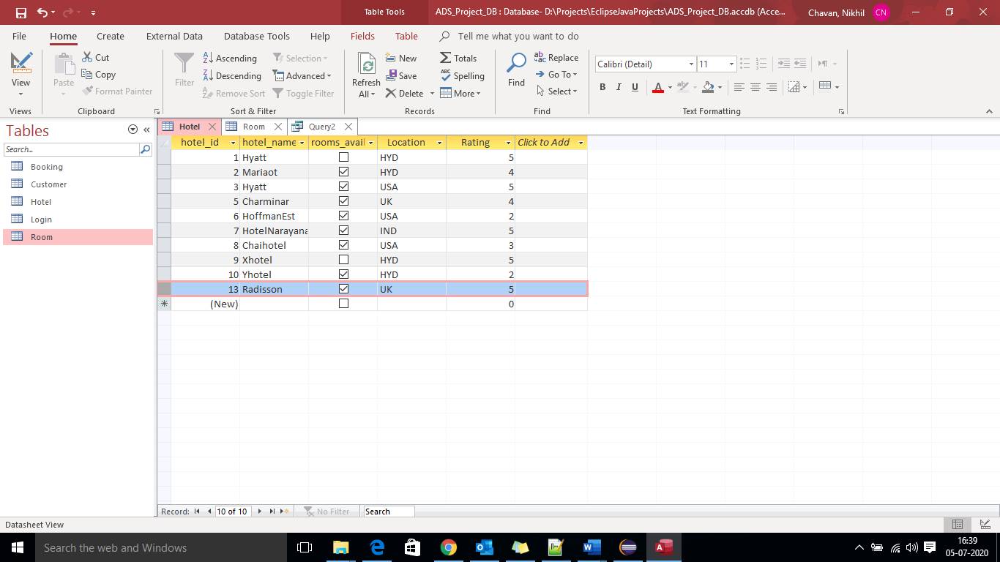 Table Tools
ADS_Project_DB : Database- D:\Projects\EclipseJavaProjects\ADS_Project_DB.accdb (Acce...
Chavan, Nikhil
CN
File Home Create External Data Database Tools Help Fields Table Tell me what you want to do
View
Views
Paste
Cut
Copy
Format Painter
Clipboard
Filter
Ascending
Descending
Remove Sort
Selection
Advanced
Toggle Filter
Sort & Filter
Refresh
All
New
Save
Delete
Totals
Spelling
More
Records
Find
Replace
Go To
Select
Find
Calibri (Detail) 11
B I U A
Text Formatting
Tables
Search...
Booking
Customer
Hotel
Login
Room
Hotel Room Query2
hotel_id hotel_name rooms_avail Location Rating Click to Add
1 Hyatt HYD 5
2 Mariaot HYD 4
3 Hyatt USA 5
5 Charminar UK 4
6 HoffmanEst USA 2
7 HotelNarayana IND 5
8 Chaihotel USA 3
9 Xhotel HYD 5
10 Yhotel HYD 2
13 Radisson UK 5
(New) 0
Record: 10 of 10 No Filter Search
Datasheet View
Search the web and Windows
16:39
05-07-2020